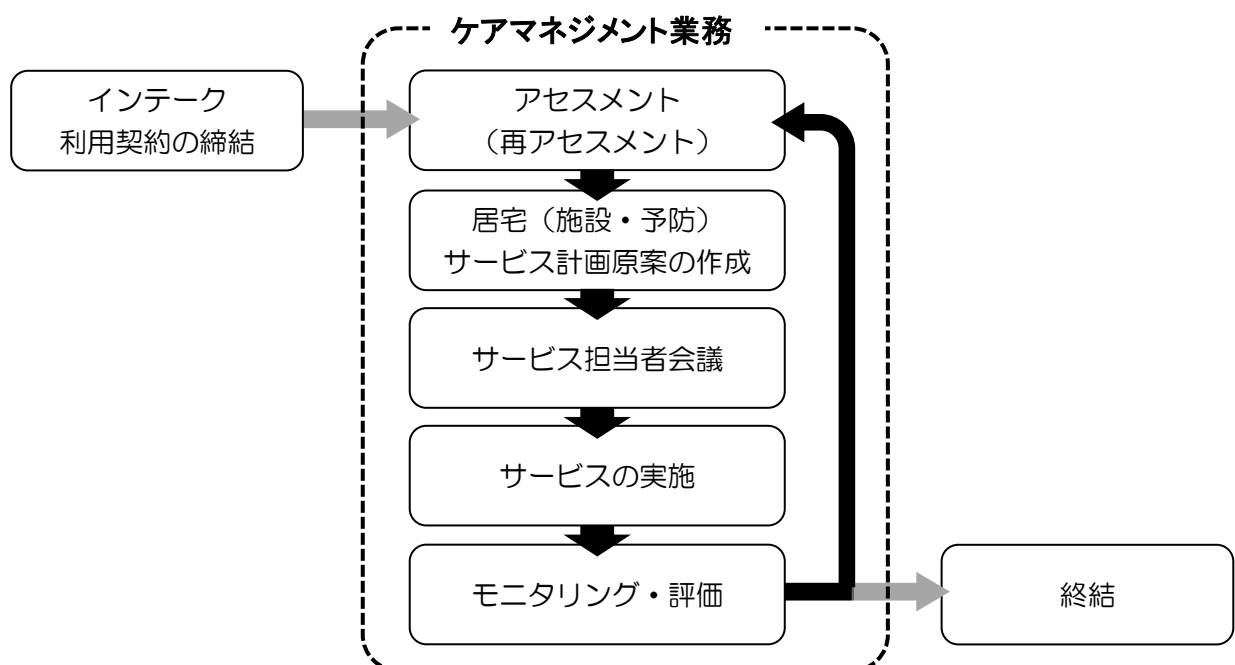 ケアマネジメント業務
インテーク
利用契約の締結
アセスメント
（再アセスメント）
居宅（施設・予防）
サービス計画原案の作成
サービス担当者会議
サービスの実施
モニタリング・評価
終結